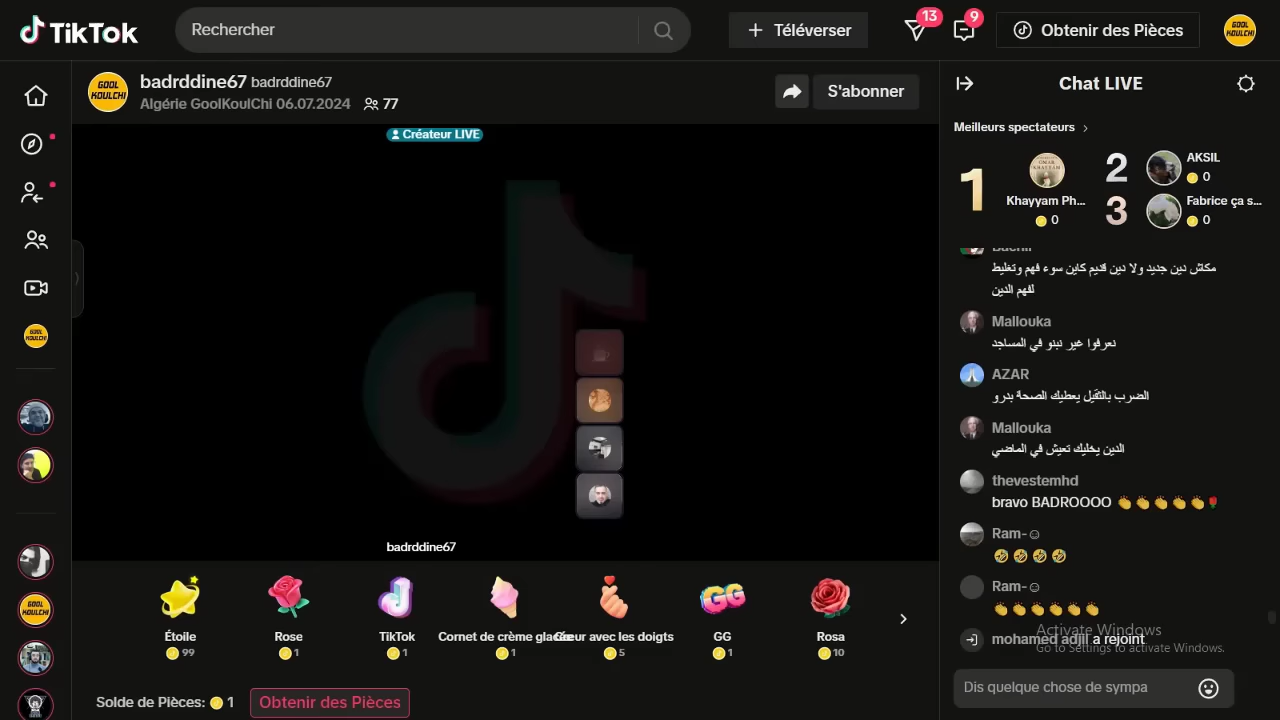 TikTok
Rechercher
Téléverser
13
9
Obtenir des Pièces
GOOL
KOULCHI
badrddine67 badrddine67
Algérie GoolKoulChi 06.07.2024 77
S'abonner
Créateur LIVE
badrddine67
Étoile
99
Rose
1
TikTok
1
Cornet de crème glacée
1
Cœur avec les doigts
5
GG
1
Rosa
10
Solde de Pièces: 1
Obtenir des Pièces
Chat LIVE
Meilleurs spectateurs
1
Khayyam Ph...
0
2
AKSIL
0
3
Fabrice ça s...
0
مكاش دين جديد ولا دين قديم كاين سوء فهم وتغليط
لفهم الدين
Mallouka
نعرفوا غير نبنو في المساجد
AZAR
الضرب بالثقيل يعطيك الصحة بدرو
Mallouka
الدين يخليك تعيش في الماضي
thevestemhd
bravo BADROOOO 👏👏👏👏👏🌹
Ram-☺
🤣🤣🤣🤣
Ram-☺
👏👏👏👏👏👏
mohamed adjil a rejoint
Activate Windows
Go to Settings to activate Windows.
Dis quelque chose de sympa